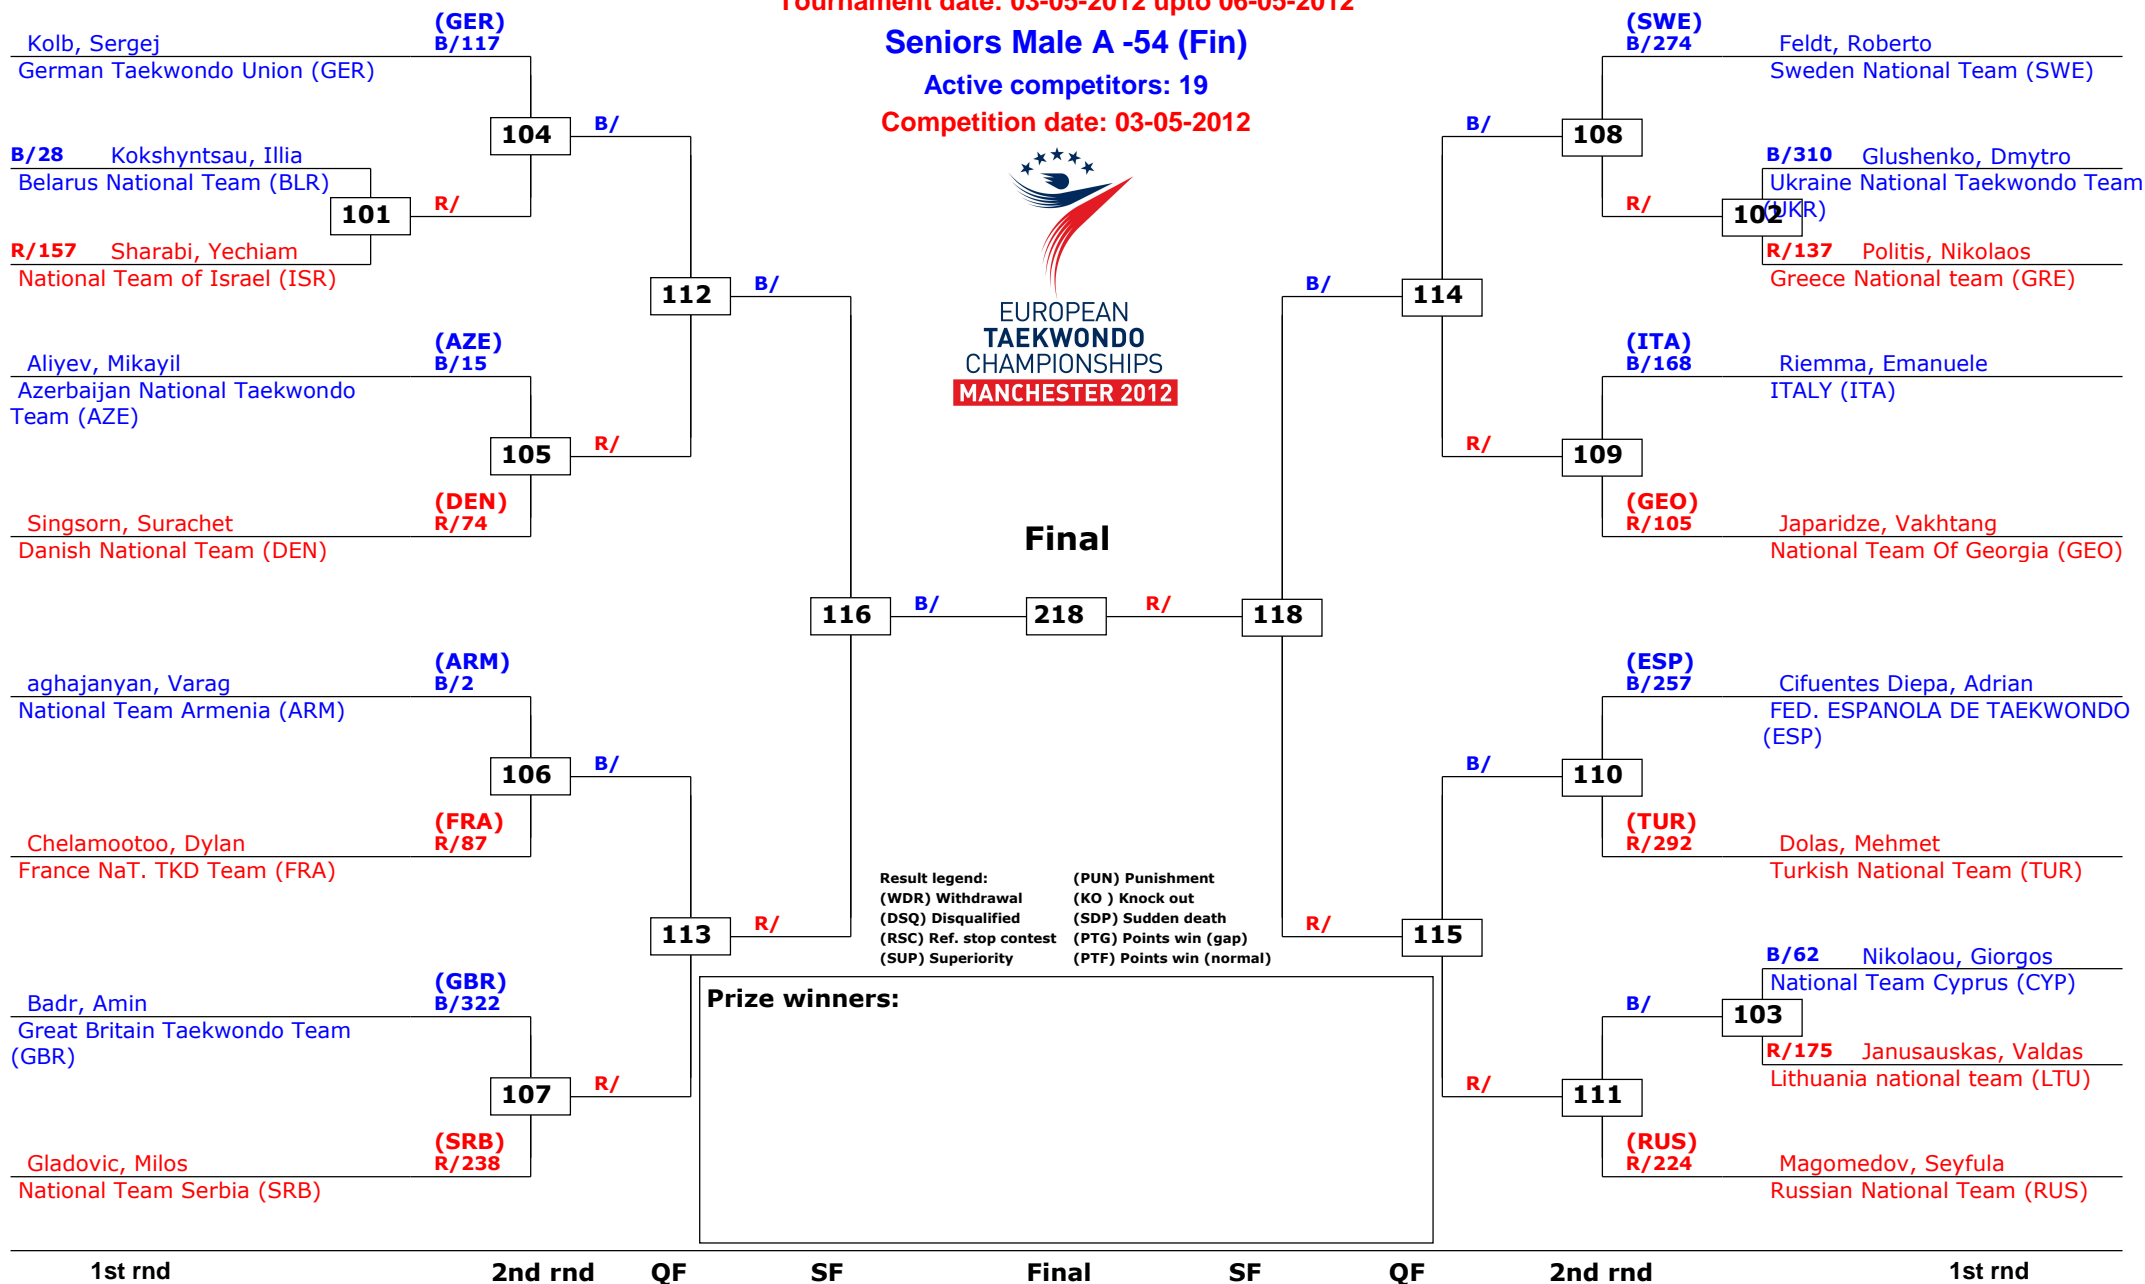 Tournament date: 03-05-2012 upto 06-05-2012
Seniors Male A -54 (Fin)
Active competitors: 19
Competition date: 03-05-2012
EUROPEAN
TAEKWONDO
CHAMPIONSHIPS
MANCHESTER 2012
(GER)
Kolb, Sergej B/117
German Taekwondo Union (GER)
104 B/
B/28 Kokshyntsau, Illia
Belarus National Team (BLR)
101 R/
R/157 Sharabi, Yechiam
National Team of Israel (ISR)
112 B/
(AZE)
Aliyev, Mikayil B/15
Azerbaijan National Taekwondo
Team (AZE)
105 R/
(DEN)
Singsorn, Surachet R/74
Danish National Team (DEN)
116 B/
(ARM)
aghajanyan, Varag B/2
National Team Armenia (ARM)
106 B/
(FRA)
Chelamootoo, Dylan R/87
France NaT. TKD Team (FRA)
113 R/
(GBR)
Badr, Amin B/322
Great Britain Taekwondo Team
(GBR)
107 R/
(SRB)
Gladovic, Milos R/238
National Team Serbia (SRB)
Final
218
(SWE)
B/274 Feldt, Roberto
Sweden National Team (SWE)
B/ 108
B/310 Glushenko, Dmytro
Ukraine National Taekwondo Team
(UKR)
R/ 102
R/137 Politis, Nikolaos
Greece National team (GRE)
B/ 114
(ITA)
B/168 Riemma, Emanuele
ITALY (ITA)
R/ 109
(GEO)
R/105 Japaridze, Vakhtang
National Team Of Georgia (GEO)
R/ 118
(ESP)
B/257 Cifuentes Diepa, Adrian
FED. ESPANOLA DE TAEKWONDO
(ESP)
B/ 110
(TUR)
R/292 Dolas, Mehmet
Turkish National Team (TUR)
R/ 115
B/62 Nikolaou, Giorgos
National Team Cyprus (CYP)
B/ 103
R/175 Janusauskas, Valdas
Lithuania national team (LTU)
R/ 111
(RUS)
R/224 Magomedov, Seyfula
Russian National Team (RUS)
Result legend: (PUN) Punishment
(WDR) Withdrawal (KO ) Knock out
(DSQ) Disqualified (SDP) Sudden death
(RSC) Ref. stop contest (PTG) Points win (gap)
(SUP) Superiority (PTF) Points win (normal)
Prize winners:
1st rnd 2nd rnd QF SF Final SF QF 2nd rnd 1st rnd